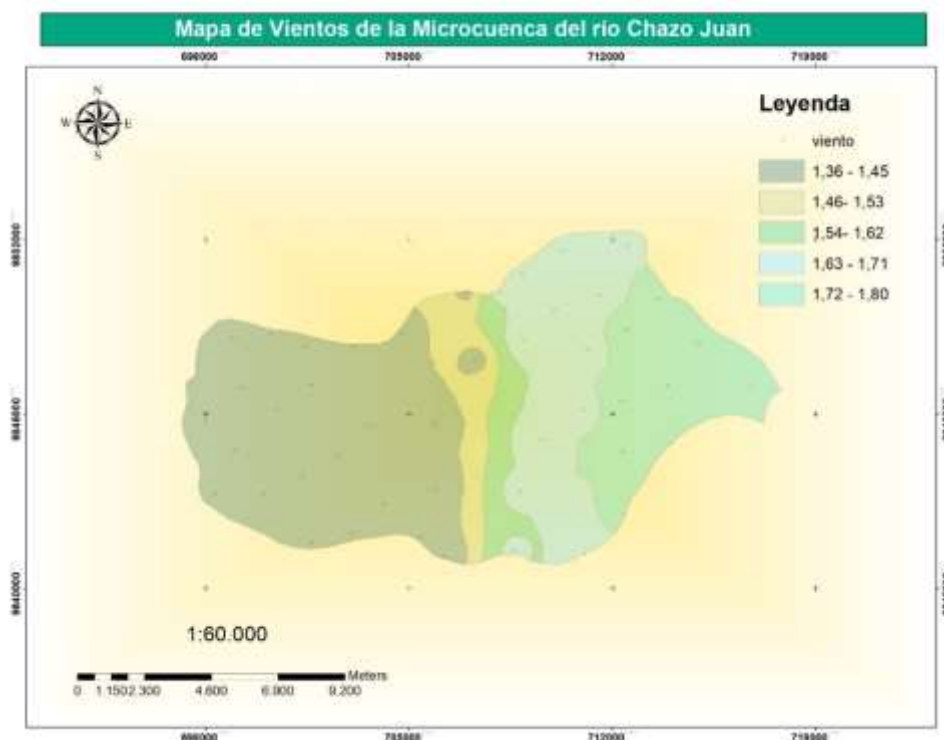 Mapa de Vientos de la Microcuenca del río Chazo Juan
705000 712000 719000
N
W E
S
Leyenda
viento
1,36 - 1,45
1,46- 1,53
1,54- 1,62
1,63 - 1,71
1,72 - 1,80
9840000
1:60.000
Meters
0 1.150 2.300 4.600 6.900 9.200
705000 712000 719000